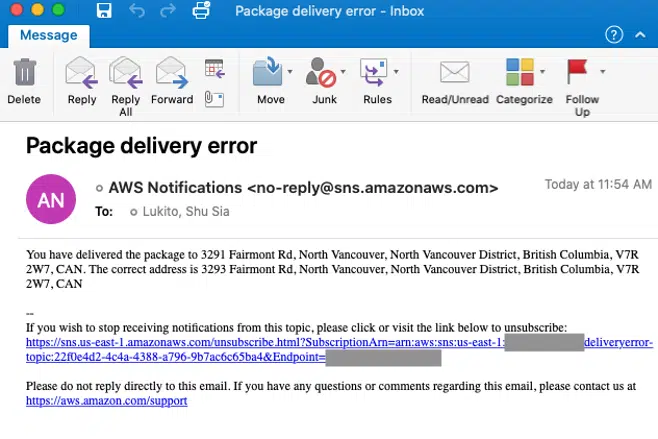 Package delivery error - Inbox
Message
?
Delete
Reply
Reply All
Forward
Move
Junk
Rules
Read/Unread
Categorize
Follow Up
Package delivery error
AN
AWS Notifications <no-reply@sns.amazonaws.com>
Today at 11:54 AM
To: Lukito, Shu Sia
You have delivered the package to 3291 Fairmont Rd, North Vancouver, North Vancouver District, British Columbia, V7R
2W7, CAN. The correct address is 3293 Fairmont Rd, North Vancouver, North Vancouver District, British Columbia, V7R
2W7, CAN
--
If you wish to stop receiving notifications from this topic, please click or visit the link below to unsubscribe:
https://sns.us-east-1.amazonaws.com/unsubscribe.html?SubscriptionArn=arn:aws:sns:us-east-1: deliveryerror-
topic:22f0e4d2-4c4a-4388-a796-9b7ac6c65ba4&Endpoint=
Please do not reply directly to this email. If you have any questions or comments regarding this email, please contact us at
https://aws.amazon.com/support